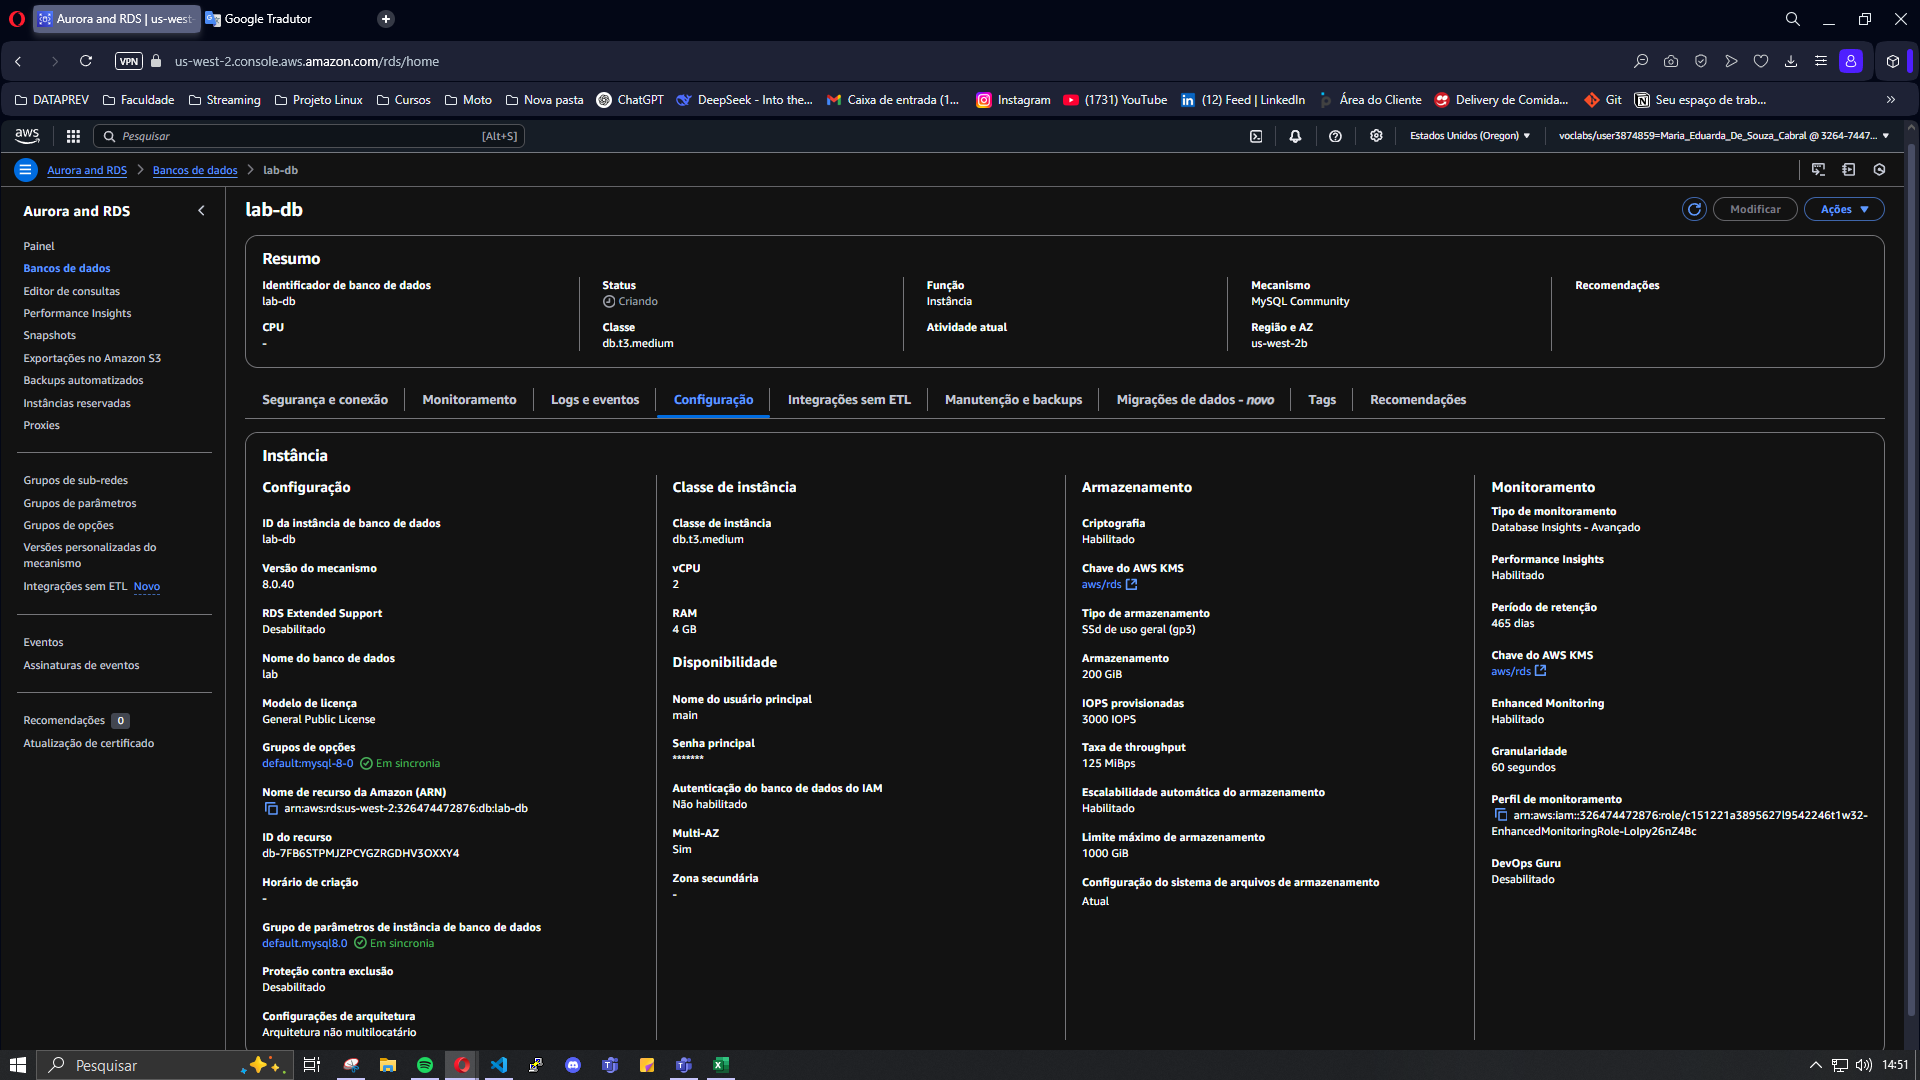 Aurora and RDS | us-west-
Google Tradutor
VPN
us-west-2.console.aws.amazon.com/rds/home
DATAPREV
Faculdade
Streaming
Projeto Linux
Cursos
Moto
Nova pasta
ChatGPT
DeepSeek - Into the...
Caixa de entrada (1...
Instagram
(1731) YouTube
(12) Feed | LinkedIn
Área do Cliente
Delivery de Comida...
Git
Seu espaço de trab...
aws
Pesquisar
[Alt+S]
Estados Unidos (Oregon)
voclabs/user3874859=Maria_Eduarda_De_Souza_Cabral @ 3264-7447...
Aurora and RDS
Bancos de dados
lab-db
Aurora and RDS
Painel
Bancos de dados
Editor de consultas
Performance Insights
Snapshots
Exportações no Amazon S3
Backups automatizados
Instâncias reservadas
Proxies
Grupos de sub-redes
Grupos de parâmetros
Grupos de opções
Versões personalizadas do
mecanismo
Integrações sem ETL Novo
Eventos
Assinaturas de eventos
Recomendações 0
Atualização de certificado
lab-db
Modificar
Ações
Resumo
Identificador de banco de dados
lab-db
CPU
-
Status
Criando
Classe
db.t3.medium
Função
Instância
Atividade atual
Mecanismo
MySQL Community
Região e AZ
us-west-2b
Recomendações
Segurança e conexão
Monitoramento
Logs e eventos
Configuração
Integrações sem ETL
Manutenção e backups
Migrações de dados - novo
Tags
Recomendações
Instância
Configuração
ID da instância de banco de dados
lab-db
Versão do mecanismo
8.0.40
RDS Extended Support
Desabilitado
Nome do banco de dados
lab
Modelo de licença
General Public License
Grupos de opções
default:mysql-8-0 Em sincronia
Nome de recurso da Amazon (ARN)
arn:aws:rds:us-west-2:326474472876:db:lab-db
ID do recurso
db-7FB6STPMJZPCYGZRGDHV3OXXY4
Horário de criação
-
Grupo de parâmetros de instância de banco de dados
default.mysql8.0 Em sincronia
Proteção contra exclusão
Desabilitado
Configurações de arquitetura
Arquitetura não multilocatário
Classe de instância
Classe de instância
db.t3.medium
vCPU
2
RAM
4 GB
Disponibilidade
Nome do usuário principal
main
Senha principal
*******
Autenticação do banco de dados do IAM
Não habilitado
Multi-AZ
Sim
Zona secundária
-
Armazenamento
Criptografia
Habilitado
Chave do AWS KMS
aws/rds
Tipo de armazenamento
SSd de uso geral (gp3)
Armazenamento
200 GiB
IOPS provisionadas
3000 IOPS
Taxa de throughput
125 MiBps
Escalabilidade automática do armazenamento
Habilitado
Limite máximo de armazenamento
1000 GiB
Configuração do sistema de arquivos de armazenamento
Atual
Monitoramento
Tipo de monitoramento
Database Insights - Avançado
Performance Insights
Habilitado
Período de retenção
465 dias
Chave do AWS KMS
aws/rds
Enhanced Monitoring
Habilitado
Granularidade
60 segundos
Perfil de monitoramento
arn:aws:iam::326474472876:role/c151221a3895627l9542246t1w32-
EnhancedMonitoringRole-LoIpy26nZ4Bc
DevOps Guru
Desabilitado
Pesquisar
14:51